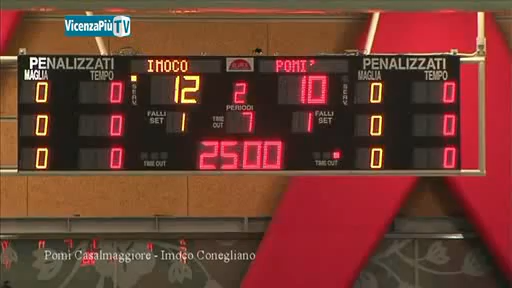 VicenzaPiùTV
PENALIZZATI IMOCO POMI' PENALIZZATI
MAGLIA TEMPO SERV. 12 2 10 SERV. MAGLIA TEMPO
0 0 PERIODI 0 0
FALLI SET 1 TIME OUT 7 FALLI SET 1
0 0 0 0
0 0 TIME OUT 25:00 TIME OUT 0 0
Pomì Casalmaggiore - Imoco Conegliano